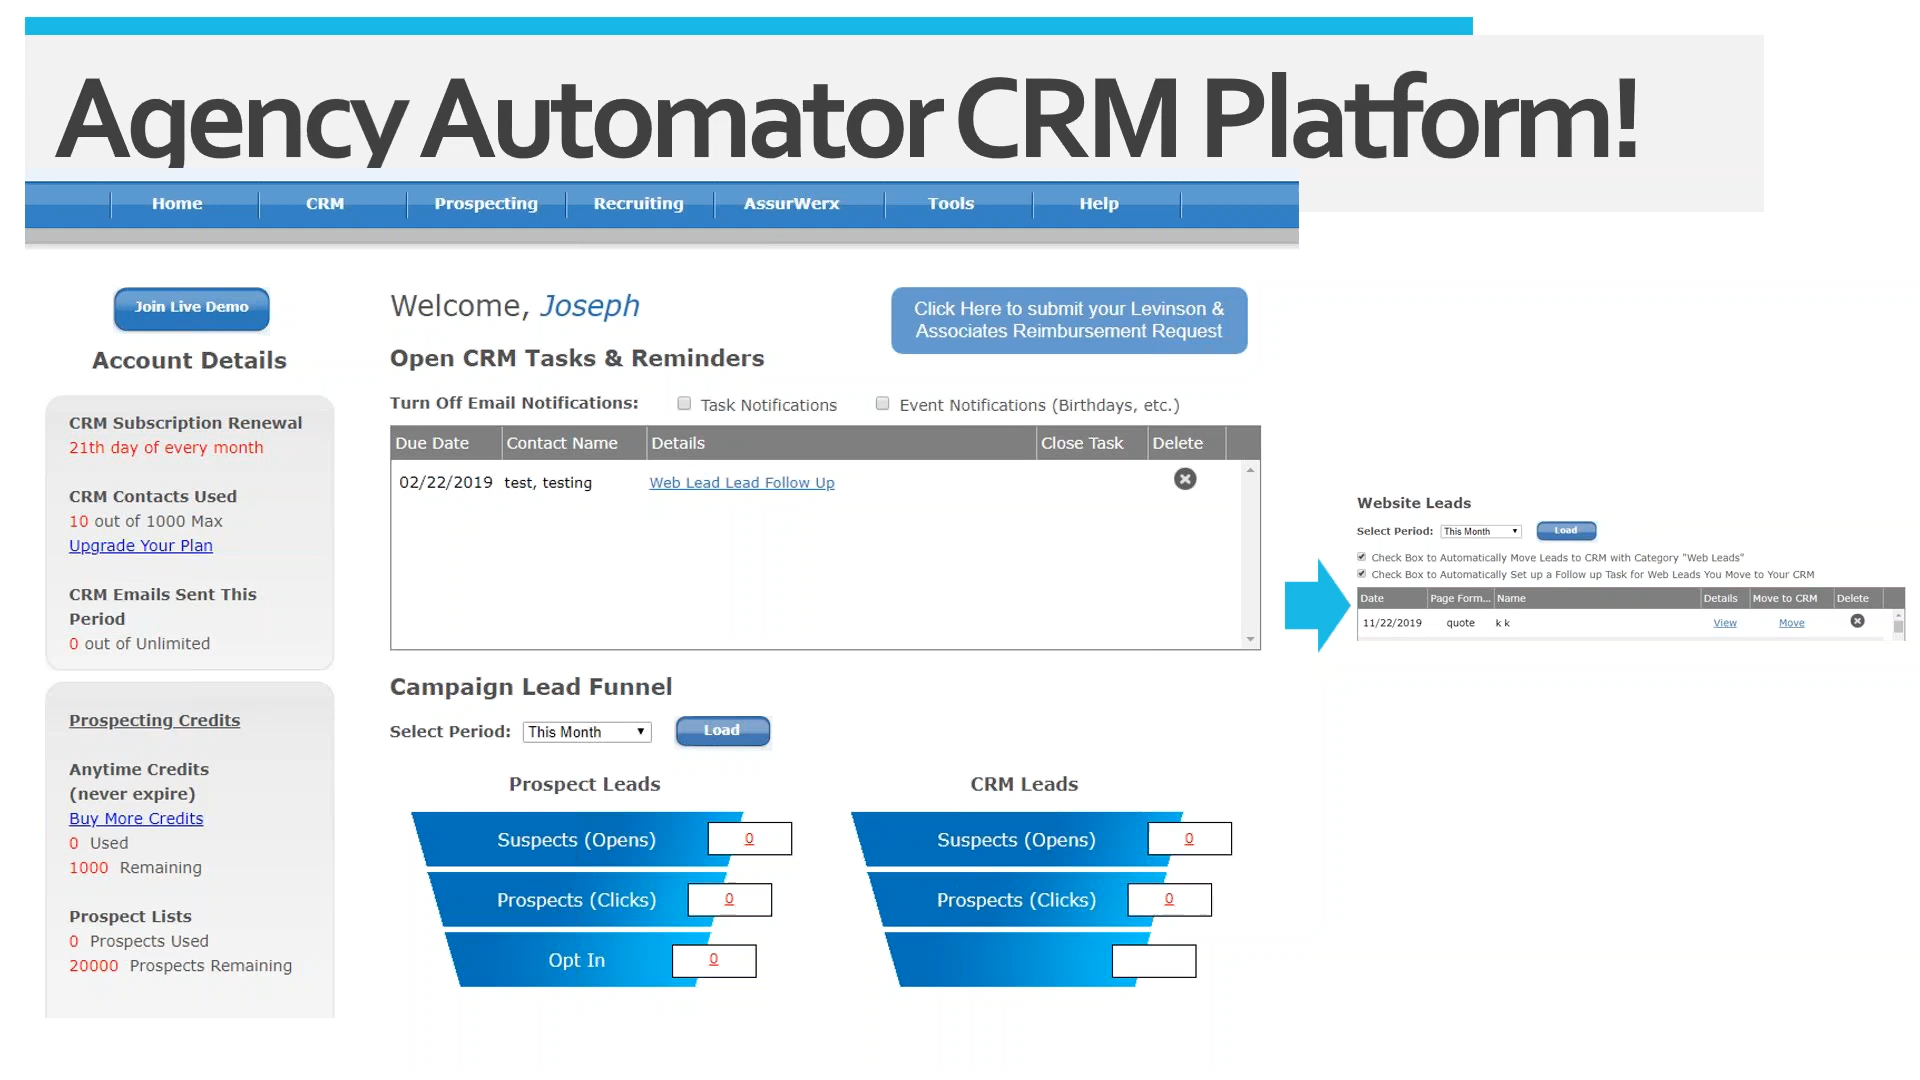 Agency Automator CRM Platform!
Home CRM Prospecting Recruiting AssurWerx Tools Help
Join Live Demo
Account Details
CRM Subscription Renewal
21th day of every month
CRM Contacts Used
10 out of 1000 Max
Upgrade Your Plan
CRM Emails Sent This
Period
0 out of Unlimited
Prospecting Credits
Anytime Credits
(never expire)
Buy More Credits
0 Used
1000 Remaining
Prospect Lists
0 Prospects Used
20000 Prospects Remaining
Welcome, Joseph
Click Here to submit your Levinson &
Associates Reimbursement Request
Open CRM Tasks & Reminders
Turn Off Email Notifications: Task Notifications Event Notifications (Birthdays, etc.)
Due Date Contact Name Details Close Task Delete
02/22/2019 test, testing Web Lead Lead Follow Up
Campaign Lead Funnel
Select Period: This Month Load
Prospect Leads
Suspects (Opens) 0
Prospects (Clicks) 0
Opt In 0
CRM Leads
Suspects (Opens) 0
Prospects (Clicks) 0
Website Leads
Select Period: This Month Load
Check Box to Automatically Move Leads to CRM with Category "Web Leads"
Check Box to Automatically Set up a Follow up Task for Web Leads You Move to Your CRM
Date Page Form... Name Details Move to CRM Delete
11/22/2019 quote k k View Move